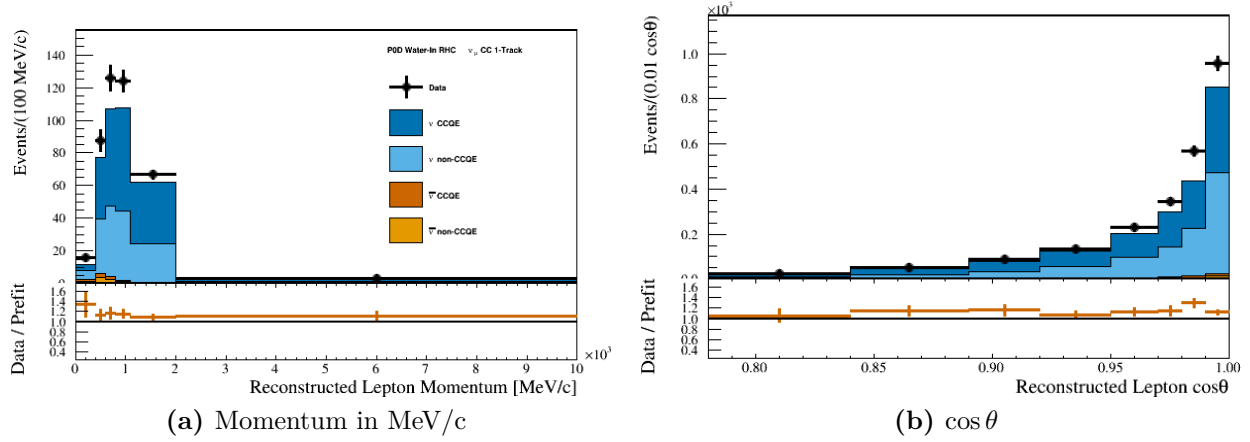 Events/(100 MeV/c)
140
120
100
80
60
40
20
0
P0D Water-In RHC ν μ CC 1-Track
Data
ν CCQE
ν non-CCQE
ν̅ CCQE
ν̅ non-CCQE
Data / Prefit
1.6
1.4
1.2
1.0
0.8
0.6
0.4
0 1 2 3 4 5 6 7 8 9 10
×10³
Reconstructed Lepton Momentum [MeV/c]
(a) Momentum in MeV/c
×10³
Events/(0.01 cosθ)
1.0
0.8
0.6
0.4
0.2
0.0
Data / Prefit
1.6
1.4
1.2
1.0
0.8
0.6
0.4
0.80 0.85 0.90 0.95 1.00
Reconstructed Lepton cosθ
(b) cos θ